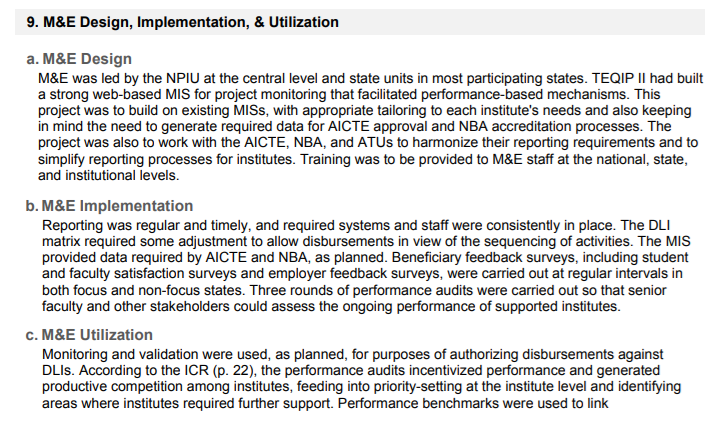 9. M&E Design, Implementation, & Utilization
a. M&E Design
M&E was led by the NPIU at the central level and state units in most participating states. TEQIP II had built
a strong web-based MIS for project monitoring that facilitated performance-based mechanisms. This
project was to build on existing MISs, with appropriate tailoring to each institute's needs and also keeping
in mind the need to generate required data for AICTE approval and NBA accreditation processes. The
project was also to work with the AICTE, NBA, and ATUs to harmonize their reporting requirements and to
simplify reporting processes for institutes. Training was to be provided to M&E staff at the national, state,
and institutional levels.
b. M&E Implementation
Reporting was regular and timely, and required systems and staff were consistently in place. The DLI
matrix required some adjustment to allow disbursements in view of the sequencing of activities. The MIS
provided data required by AICTE and NBA, as planned. Beneficiary feedback surveys, including student
and faculty satisfaction surveys and employer feedback surveys, were carried out at regular intervals in
both focus and non-focus states. Three rounds of performance audits were carried out so that senior
faculty and other stakeholders could assess the ongoing performance of supported institutes.
c. M&E Utilization
Monitoring and validation were used, as planned, for purposes of authorizing disbursements against
DLIs. According to the ICR (p. 22), the performance audits incentivized performance and generated
productive competition among institutes, feeding into priority-setting at the institute level and identifying
areas where institutes required further support. Performance benchmarks were used to link